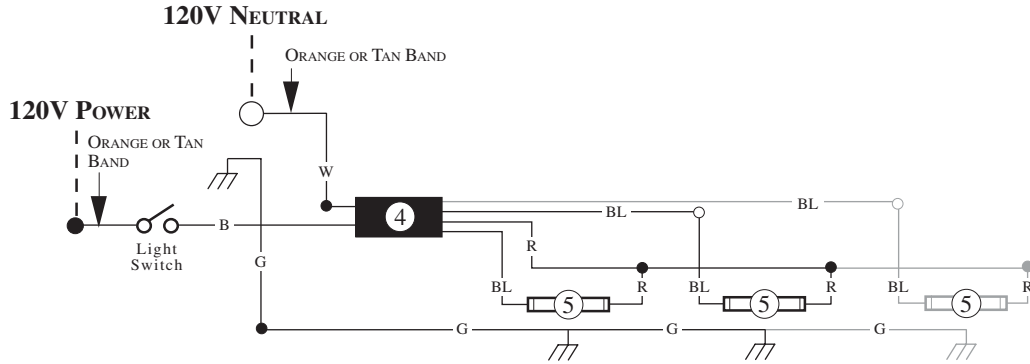 120V NEUTRAL
ORANGE OR TAN BAND
120V POWER
ORANGE OR TAN
BAND
W
4
BL
BL
B
R
Light
Switch
G
BL
R
BL
R
BL
R
5
5
5
G
G
G